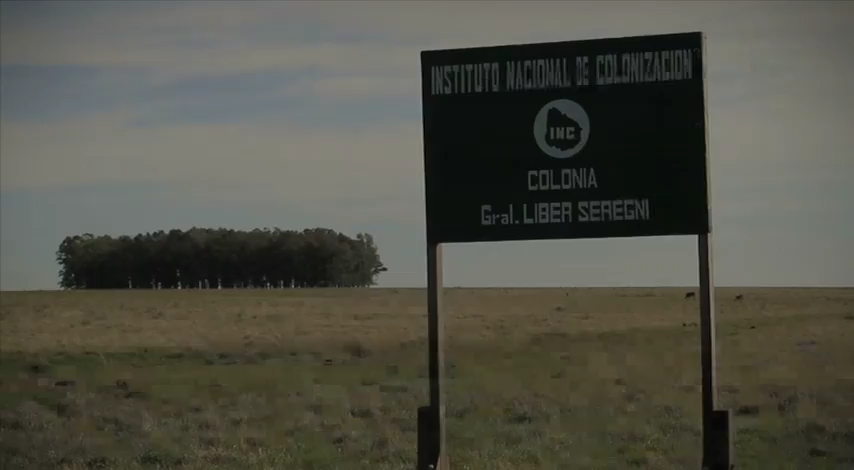 INSTITUTO NACIONAL DE COLONIZACION
INC
COLONIA
Gral. LIBER SEREGNI